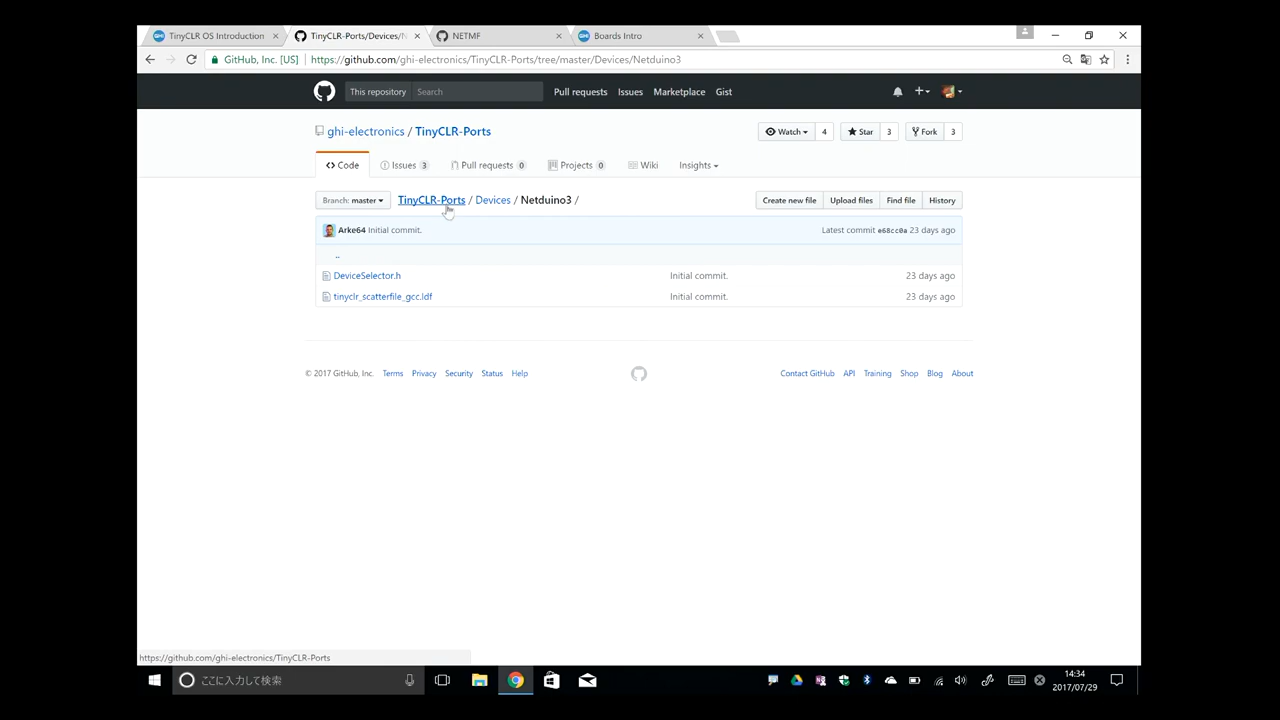 TinyCLR OS Introduction
TinyCLR-Ports/Devices/N
NETMF
Boards Intro
GitHub, Inc. [US]
https://github.com/ghi-electronics/TinyCLR-Ports/tree/master/Devices/Netduino3
This repository
Search
Pull requests
Issues
Marketplace
Gist
ghi-electronics / TinyCLR-Ports
Watch 4
Star 3
Fork 3
Code
Issues 3
Pull requests 0
Projects 0
Wiki
Insights
Branch: master
TinyCLR-Ports / Devices / Netduino3 /
Create new file
Upload files
Find file
History
Arke64 Initial commit.
Latest commit e68cc0a 23 days ago
..
DeviceSelector.h
Initial commit.
23 days ago
tinyclr_scatterfile_gcc.ldf
Initial commit.
23 days ago
© 2017 GitHub, Inc.
Terms
Privacy
Security
Status
Help
Contact GitHub
API
Training
Shop
Blog
About
https://github.com/ghi-electronics/TinyCLR-Ports
ここに入力して検索
14:34
2017/07/29